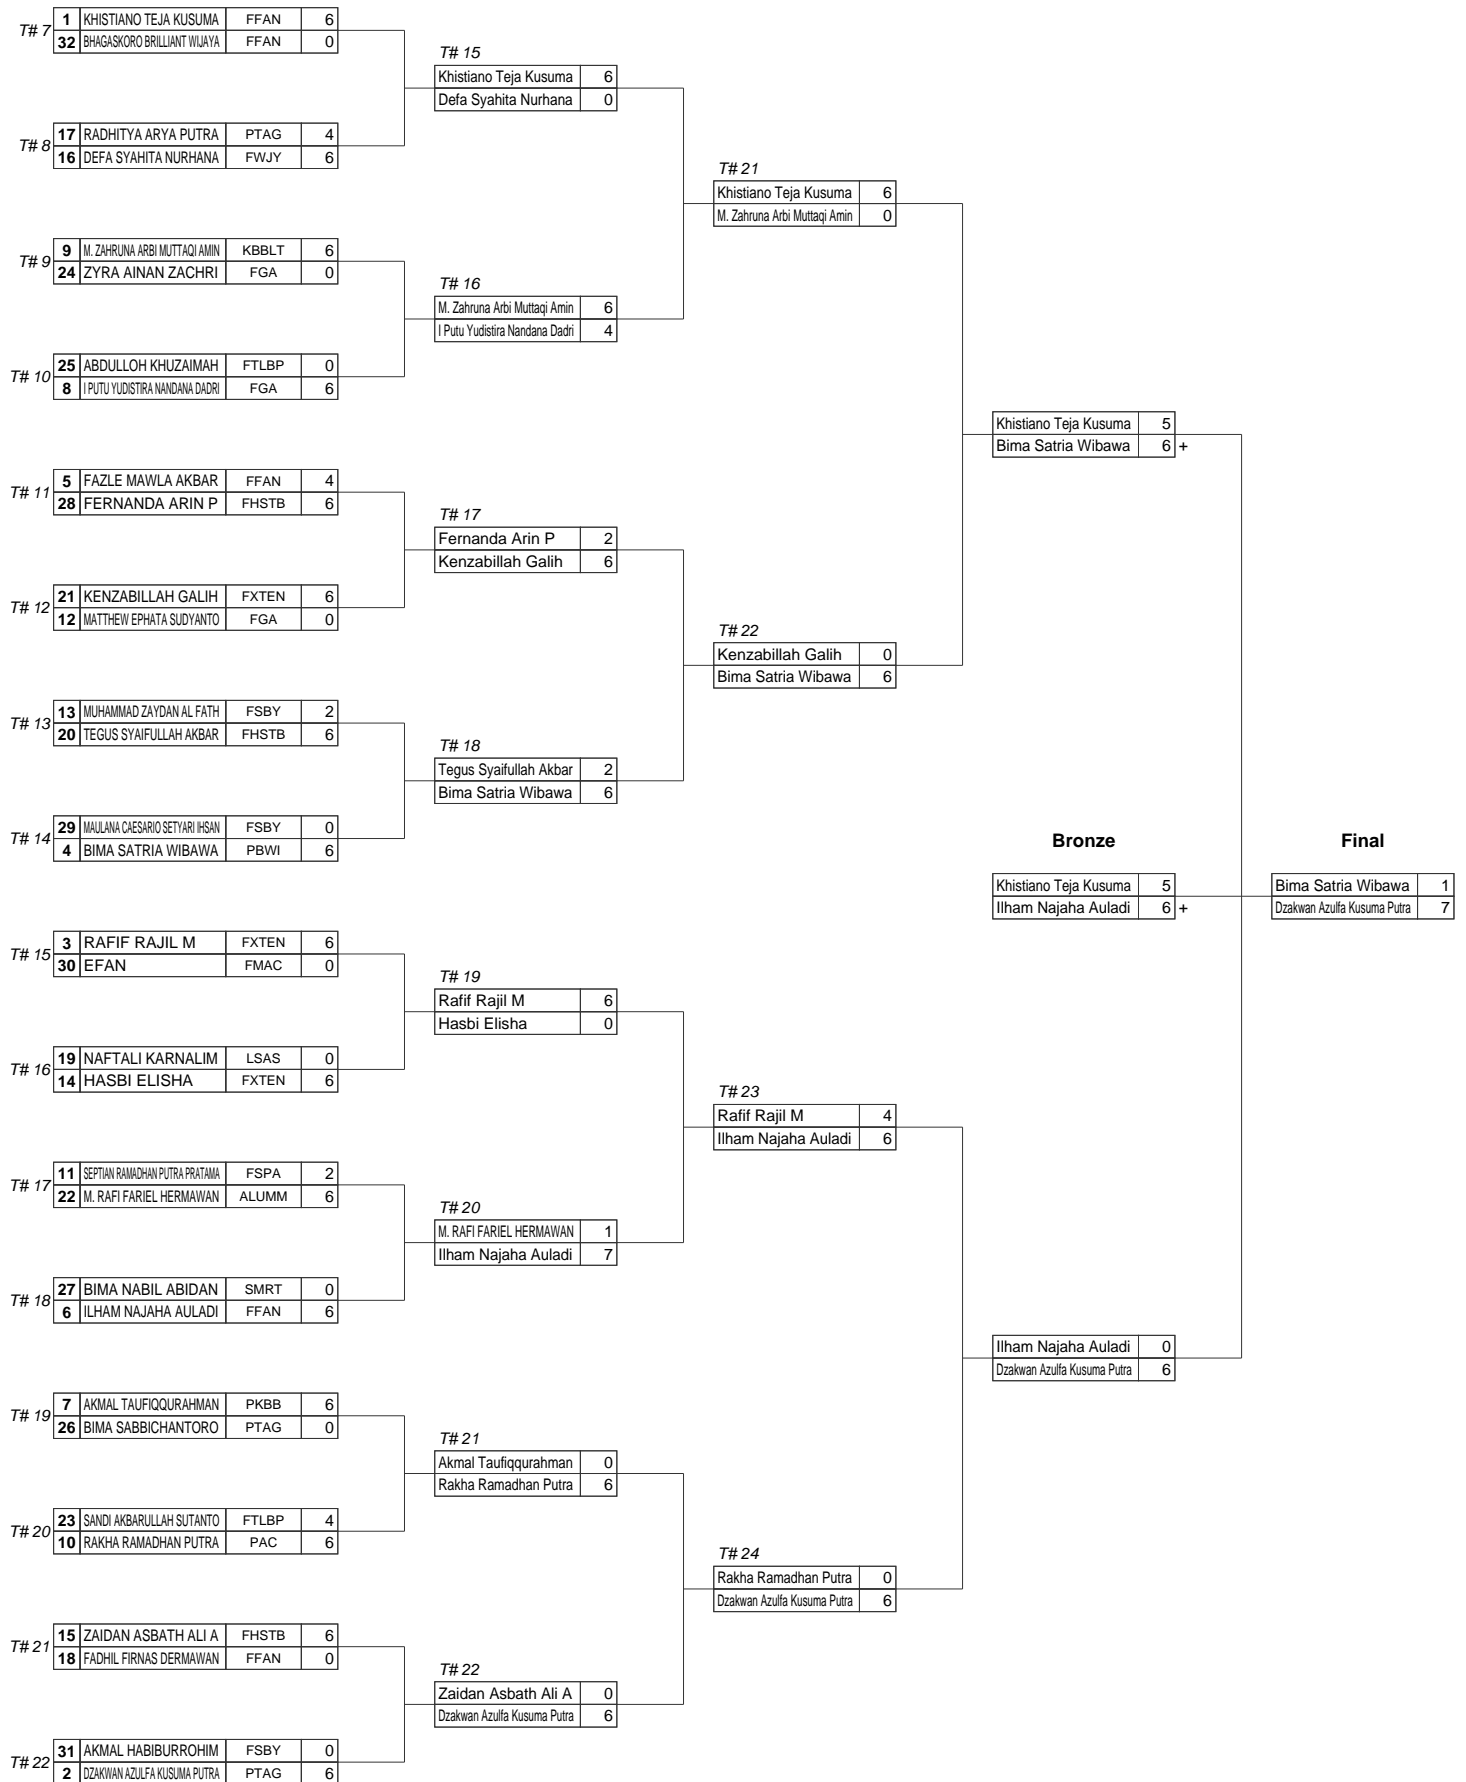 T# 7
1 KHISTIANO TEJA KUSUMA FFAN 6
32 BHAGASKORO BRILLIANT WIJAYA FFAN 0
T# 15
Khistiano Teja Kusuma 6
Defa Syahita Nurhana 0
T# 8
17 RADHITYA ARYA PUTRA PTAG 4
16 DEFA SYAHITA NURHANA FWJY 6
T# 21
Khistiano Teja Kusuma 6
M. Zahruna Arbi Muttaqi Amin 0
T# 9
9 M. ZAHRUNA ARBI MUTTAQI AMIN KBBLT 6
24 ZYRA AINAN ZACHRI FGA 0
T# 16
M. Zahruna Arbi Muttaqi Amin 6
I Putu Yudistira Nandana Dadri 4
T# 10
25 ABDULLOH KHUZAIMAH FTLBP 0
8 I PUTU YUDISTIRA NANDANA DADRI FGA 6
Khistiano Teja Kusuma 5
Bima Satria Wibawa 6 +
T# 11
5 FAZLE MAWLA AKBAR FFAN 4
28 FERNANDA ARIN P FHSTB 6
T# 17
Fernanda Arin P 2
Kenzabillah Galih 6
T# 12
21 KENZABILLAH GALIH FXTEN 6
12 MATTHEW EPHATA SUDYANTO FGA 0
T# 22
Kenzabillah Galih 0
Bima Satria Wibawa 6
T# 13
13 MUHAMMAD ZAYDAN AL FATH FSBY 2
20 TEGUS SYAIFULLAH AKBAR FHSTB 6
T# 18
Tegus Syaifullah Akbar 2
Bima Satria Wibawa 6
T# 14
29 MAULANA CAESARIO SETYARI IHSAN FSBY 0
4 BIMA SATRIA WIBAWA PBWI 6
Bronze Final
Khistiano Teja Kusuma 5 Bima Satria Wibawa 1
Ilham Najaha Auladi 6 + Dzakwan Azulfa Kusuma Putra 7
T# 15
3 RAFIF RAJIL M FXTEN 6
30 EFAN FMAC 0
T# 19
Rafif Rajil M 6
Hasbi Elisha 0
T# 16
19 NAFTALI KARNALIM LSAS 0
14 HASBI ELISHA FXTEN 6
T# 23
Rafif Rajil M 4
Ilham Najaha Auladi 6
T# 17
11 SEPTIAN RAMADHAN PUTRA PRATAMA FSPA 2
22 M. RAFI FARIEL HERMAWAN ALUMM 6
T# 20
M. RAFI FARIEL HERMAWAN 1
Ilham Najaha Auladi 7
T# 18
27 BIMA NABIL ABIDAN SMRT 0
6 ILHAM NAJAHA AULADI FFAN 6
Ilham Najaha Auladi 0
Dzakwan Azulfa Kusuma Putra 6
T# 19
7 AKMAL TAUFIQQURAHMAN PKBB 6
26 BIMA SABBICHANTORO PTAG 0
T# 21
Akmal Taufiqqurahman 0
Rakha Ramadhan Putra 6
T# 20
23 SANDI AKBARULLAH SUTANTO FTLBP 4
10 RAKHA RAMADHAN PUTRA PAC 6
T# 24
Rakha Ramadhan Putra 0
Dzakwan Azulfa Kusuma Putra 6
T# 21
15 ZAIDAN ASBATH ALI A FHSTB 6
18 FADHIL FIRNAS DERMAWAN FFAN 0
T# 22
Zaidan Asbath Ali A 0
Dzakwan Azulfa Kusuma Putra 6
T# 22
31 AKMAL HABIBURROHIM FSBY 0
2 DZAKWAN AZULFA KUSUMA PUTRA PTAG 6